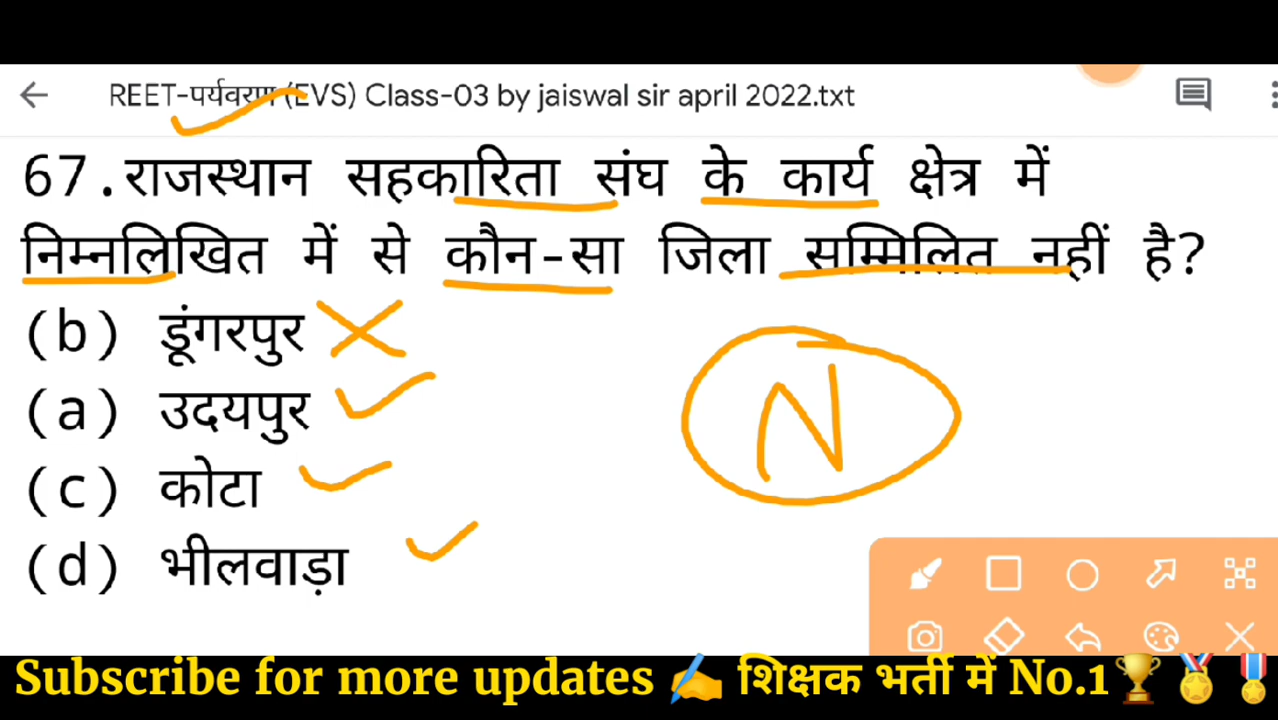 REET-पर्यवरण (EVS) Class-03 by jaiswal sir april 2022.txt
67.राजस्थान सहकारिता संघ के कार्य क्षेत्र में
निम्नलिखित में से कौन-सा जिला सम्मिलित नहीं है?
(b) डूंगरपुर
(a) उदयपुर
(c) कोटा
(d) भीलवाड़ा
N
Subscribe for more updates ✍️ शिक्षक भर्ती में No.1🏆🥇🎖️